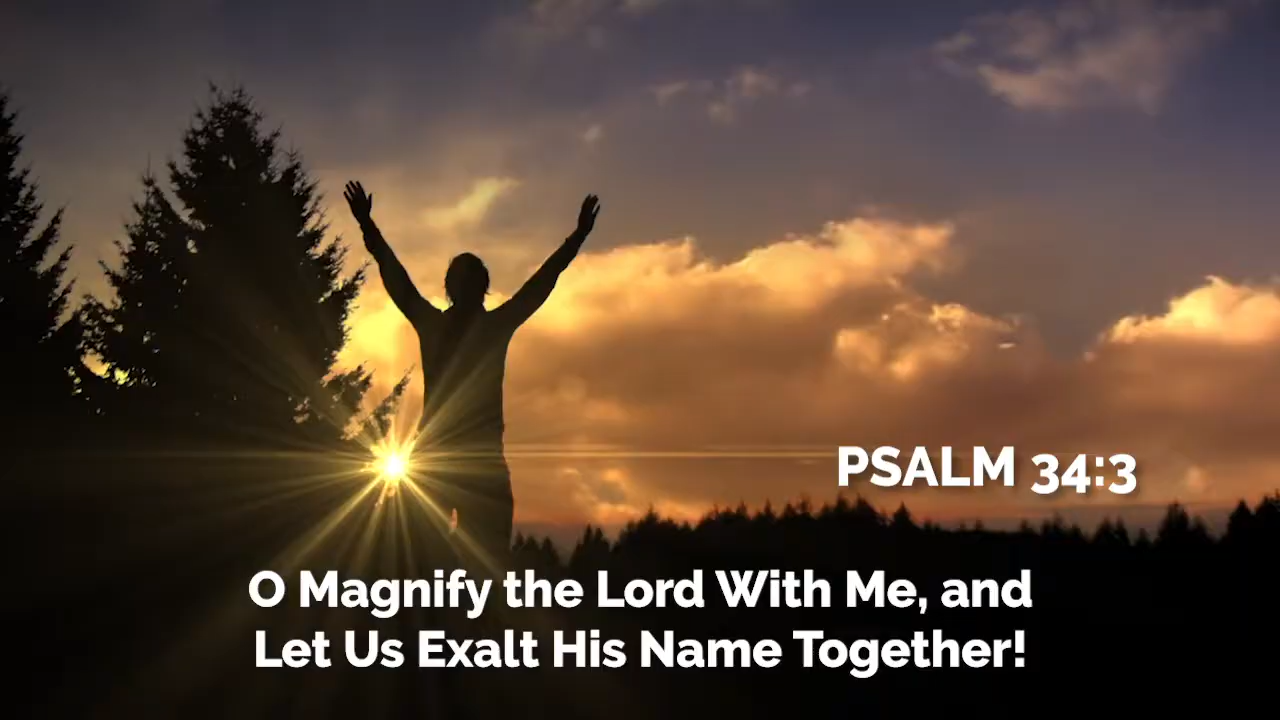 PSALM 34:3
O Magnify the Lord With Me, and
Let Us Exalt His Name Together!